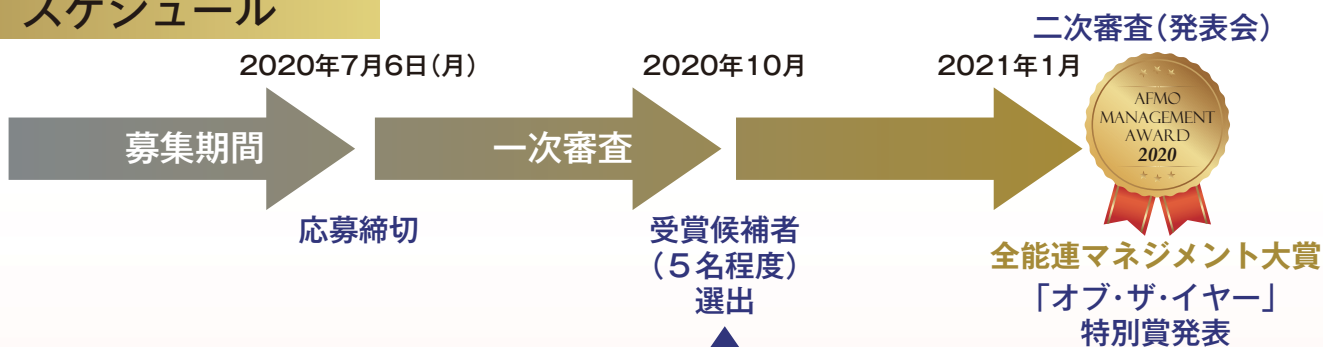 スケジュール
2020年7月6日(月)
2020年10月
2021年1月
二次審査(発表会)
募集期間
一次審査
AFMO
MANAGEMENT
AWARD
2020
応募締切
受賞候補者
(5名程度)
選出
全能連マネジメント大賞
「オブ・ザ・イヤー」
特別賞発表